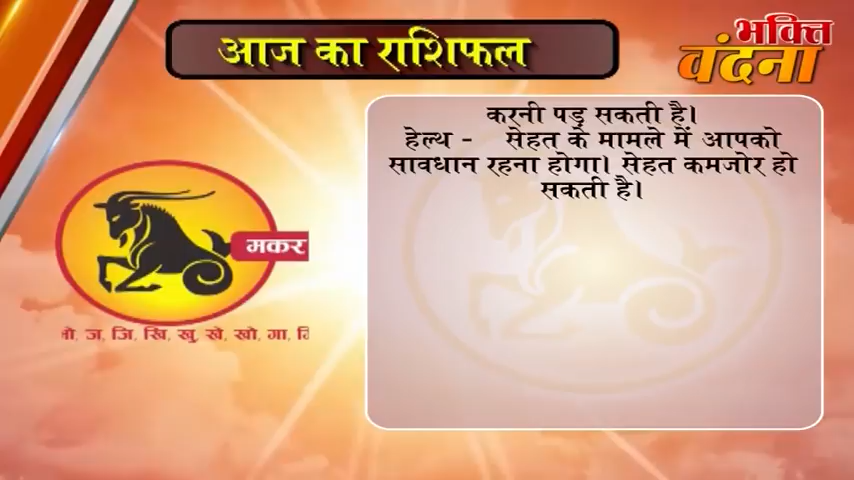 आज का राशिफल
भक्ति
वंदना
करनी पड़ सकती है।
हेल्थ - सेहत के मामले में आपको
सावधान रहना होगा। सेहत कमजोर हो
सकती है।
मकर
ज, जि, खि, खु, खे, खो, गा,